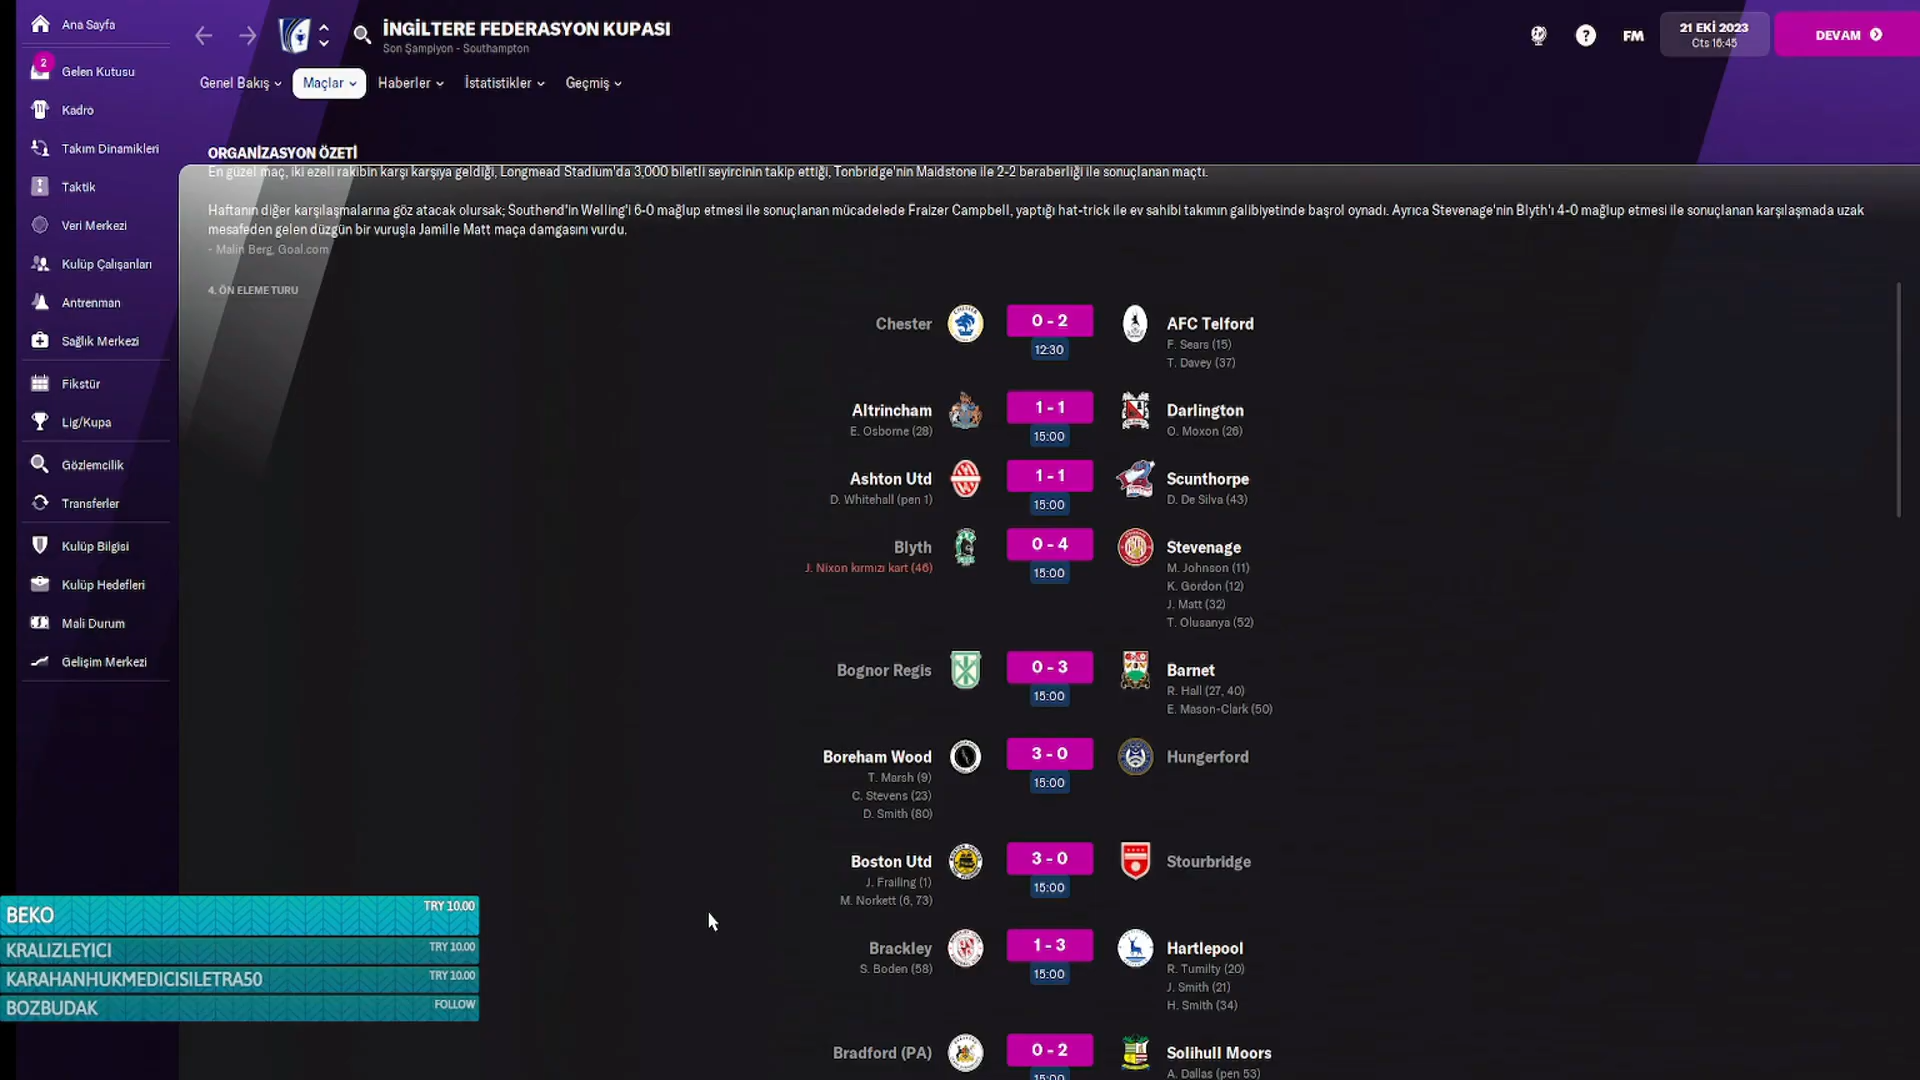 Ana Sayfa
2
Gelen Kutusu
Kadro
Takım Dinamikleri
Taktik
Veri Merkezi
Kulüp Çalışanları
Antrenman
Sağlık Merkezi
Fikstür
Lig/Kupa
Gözlemcilik
Transferler
Kulüp Bilgisi
Kulüp Hedefleri
Mali Durum
Gelişim Merkezi
İNGİLTERE FEDERASYON KUPASI
Son Şampiyon - Southampton
FM
21 EKİ 2023
Cts 16:45
DEVAM
Genel Bakış
Maçlar
Haberler
İstatistikler
Geçmiş
ORGANİZASYON ÖZETİ
En güzel maç, iki ezeli rakibin karşı karşıya geldiği, Longmead Stadium'da 3,000 biletli seyircinin takip ettiği, Tonbridge'nin Maidstone ile 2-2 beraberliği ile sonuçlanan maçtı.
Haftanın diğer karşılaşmalarına göz atacak olursak; Southend'in Welling'i 6-0 mağlup etmesi ile sonuçlanan mücadelede Fraizer Campbell, yaptığı hat-trick ile ev sahibi takımın galibiyetinde başrol oynadı. Ayrıca Stevenage'nin Blyth'ı 4-0 mağlup etmesi ile sonuçlanan karşılaşmada uzak
mesafeden gelen düzgün bir vuruşla Jamille Matt maça damgasını vurdu.
- Malin Berg, Goal.com
4. ÖN ELEME TURU
Chester 0 - 2 AFC Telford
12:30
F. Sears (15)
T. Davey (37)
Altrincham 1 - 1 Darlington
E. Osborne (28) 15:00 O. Moxon (26)
Ashton Utd 1 - 1 Scunthorpe
D. Whitehall (pen 1) 15:00 D. De Silva (43)
Blyth 0 - 4 Stevenage
J. Nixon kırmızı kart (46) 15:00 M. Johnson (11)
K. Gordon (12)
J. Matt (32)
T. Olusanya (52)
Bognor Regis 0 - 3 Barnet
15:00 R. Hall (27, 40)
E. Mason-Clark (50)
Boreham Wood 3 - 0 Hungerford
T. Marsh (9) 15:00
C. Stevens (23)
D. Smith (80)
Boston Utd 3 - 0 Stourbridge
J. Frailing (1) 15:00
M. Norkett (6, 73)
Brackley 1 - 3 Hartlepool
S. Boden (58) 15:00 R. Tumilty (20)
J. Smith (21)
H. Smith (34)
Bradford (PA) 0 - 2 Solihull Moors
15:00 A. Dallas (pen 53)
BEKO TRY 10.00
KRALIZLEYICI TRY 10.00
KARAHANHUKMEDICISILETRA50 TRY 10.00
BOZBUDAK FOLLOW